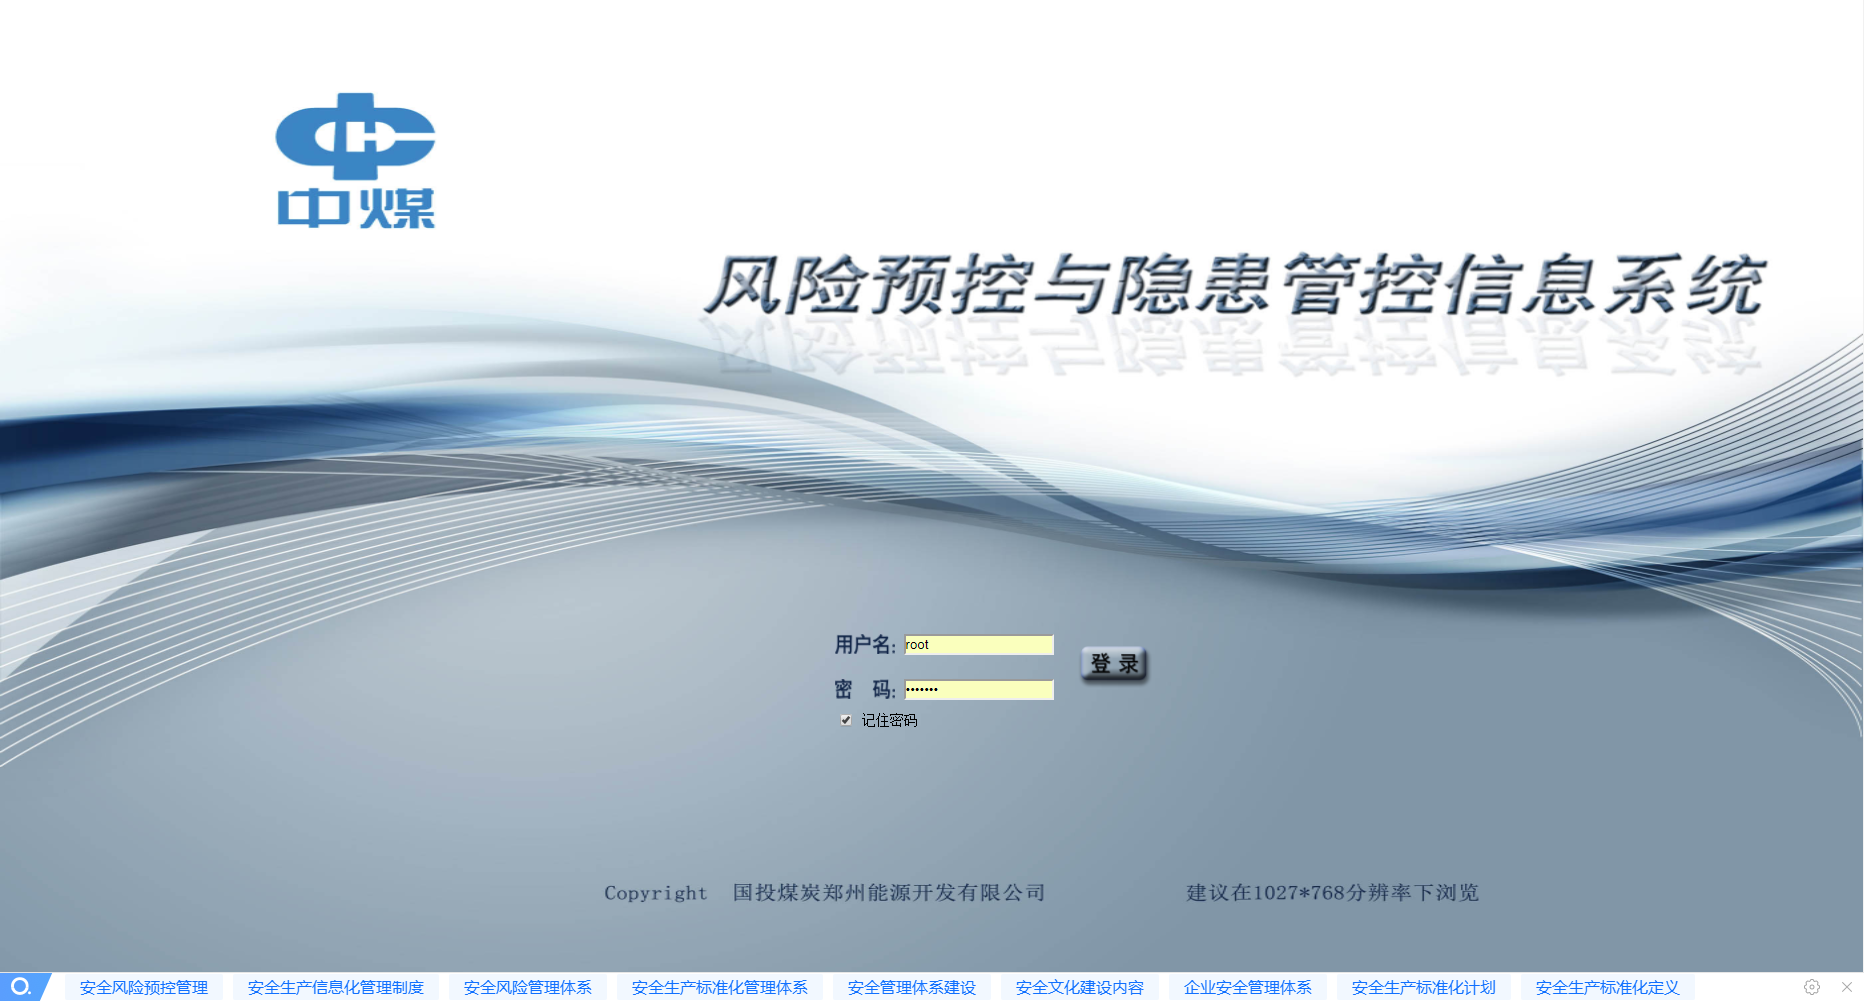 中煤
风险预控与隐患管控信息系统
用户名: root
登 录
密 码: •••••••
记住密码
Copyright 国投煤炭郑州能源开发有限公司 建议在1027*768分辨率下浏览
安全风险预控管理 安全生产信息化管理制度 安全风险管理体系 安全生产标准化管理体系 安全管理体系建设 安全文化建设内容 企业安全管理体系 安全生产标准化计划 安全生产标准化定义